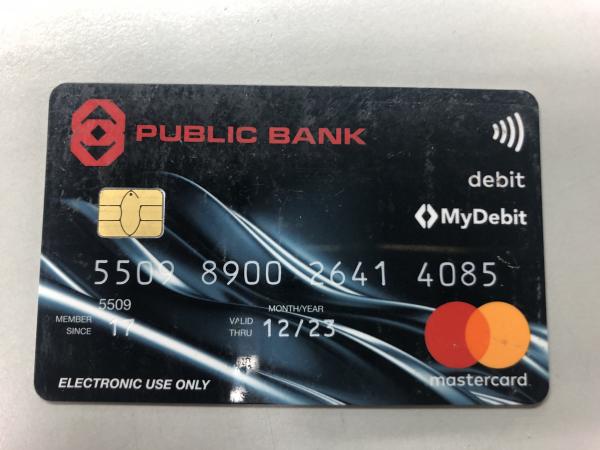 PUBLIC BANK
debit
MyDebit
5509 8900 2641 4085
5509
MEMBER SINCE 17
MONTH/YEAR
VALID THRU 12/23
ELECTRONIC USE ONLY
mastercard